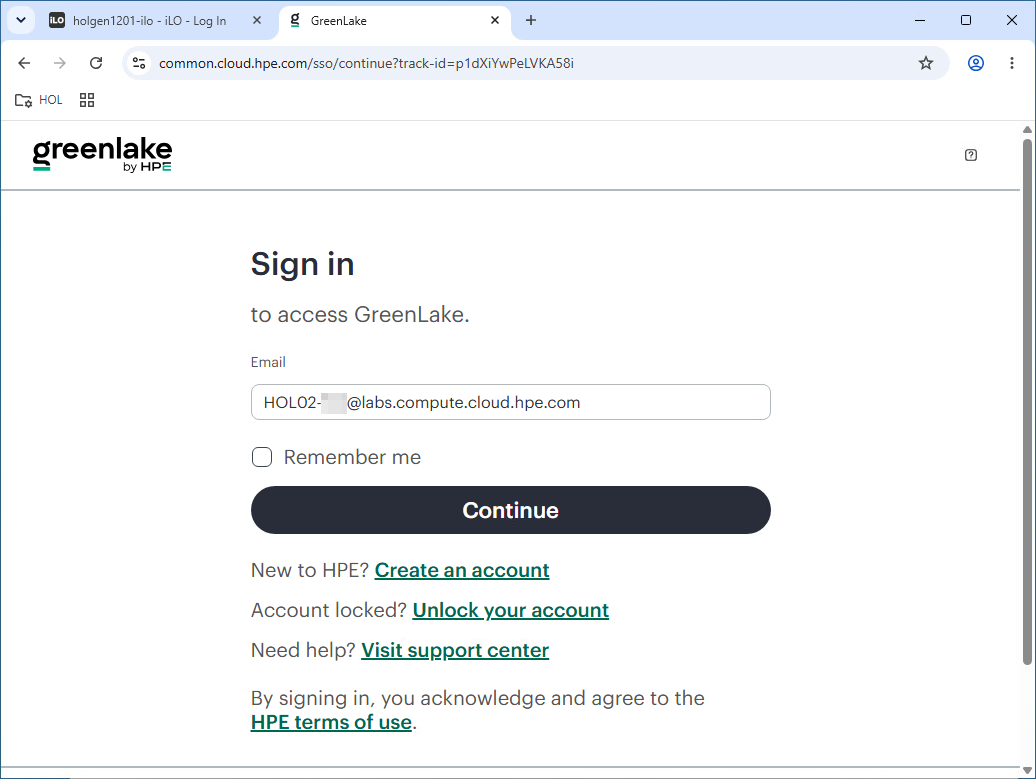 iLO holgen1201-ilo - iLO - Log In
GreenLake
common.cloud.hpe.com/sso/continue?track-id=p1dXiYwPeLVKA58i
HOL
greenlake
by HPE
Sign in
to access GreenLake.
Email
HOL02- @labs.compute.cloud.hpe.com
Remember me
Continue
New to HPE? Create an account
Account locked? Unlock your account
Need help? Visit support center
By signing in, you acknowledge and agree to the
HPE terms of use.